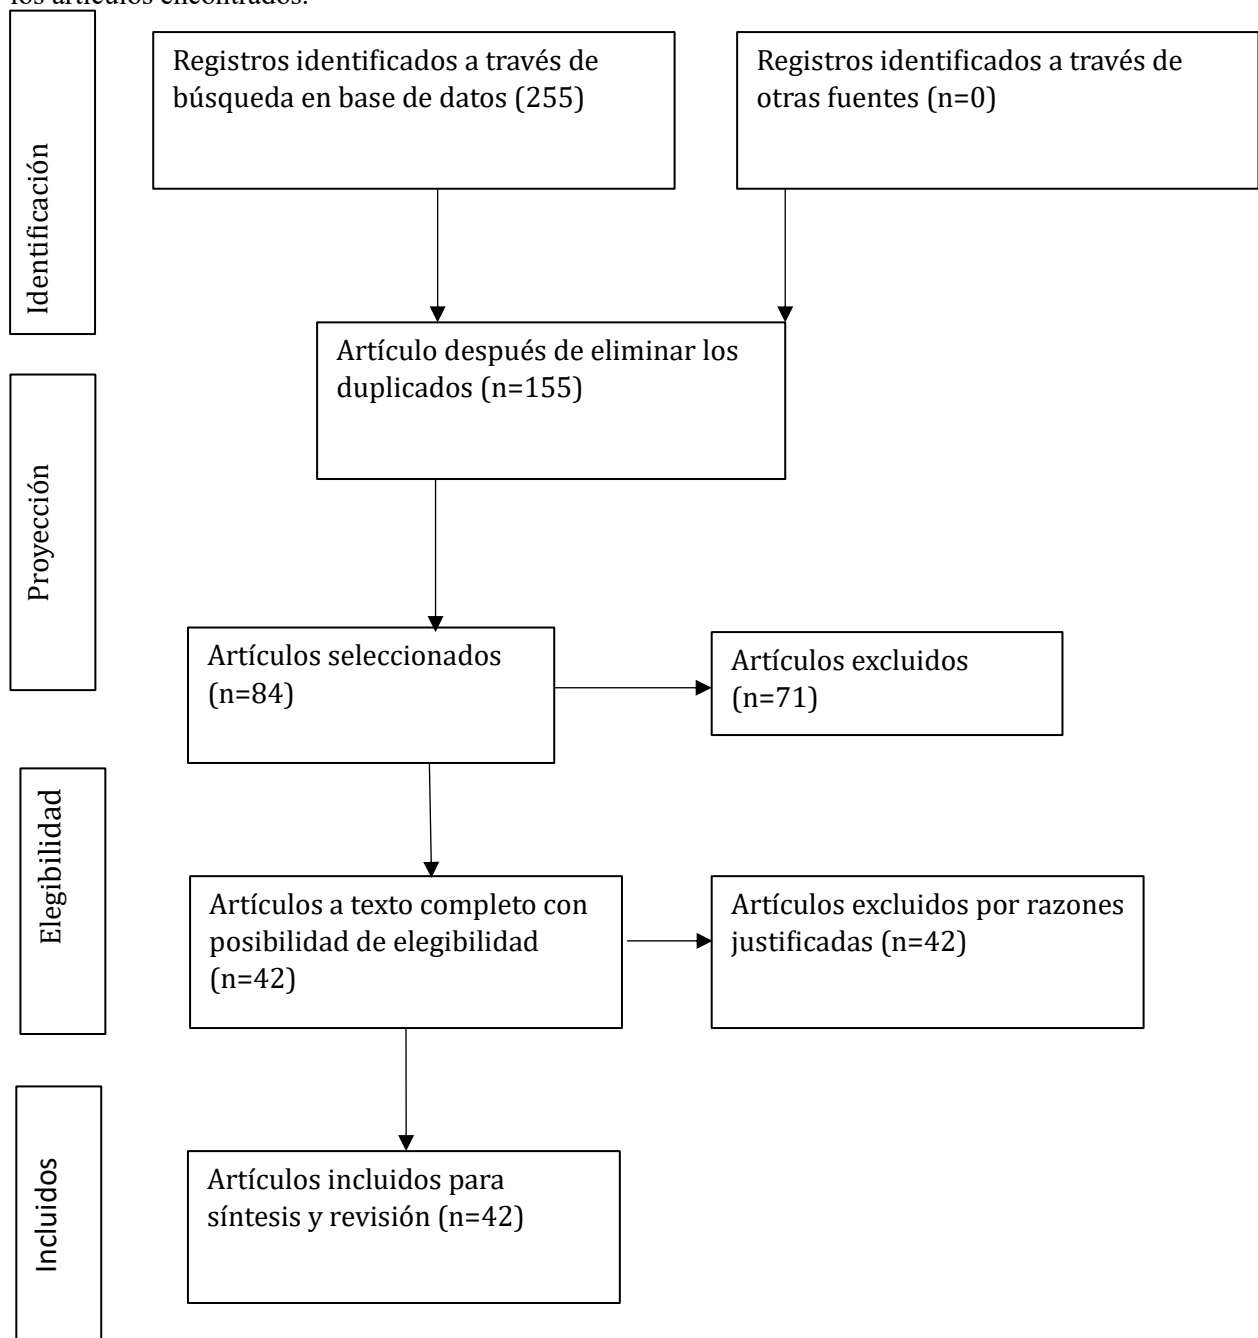 los artículos encontrados.
Identificación
Registros identificados a través de
búsqueda en base de datos (255)
Registros identificados a través de
otras fuentes (n=0)
Artículo después de eliminar los
duplicados (n=155)
Proyección
Artículos seleccionados
(n=84)
Artículos excluidos
(n=71)
Elegibilidad
Artículos a texto completo con
posibilidad de elegibilidad
(n=42)
Artículos excluidos por razones
justificadas (n=42)
Incluidos
Artículos incluidos para
síntesis y revisión (n=42)